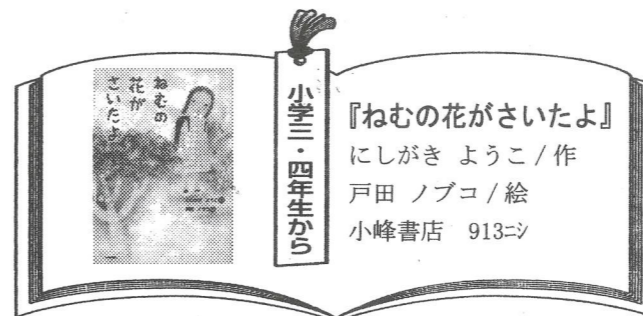 ねむの
花が
さいたよ
小学三・四年生から
『ねむの花がさいたよ』
にしがき ようこ/作
戸田 ノブコ/絵
小峰書店 913ﾆｼ